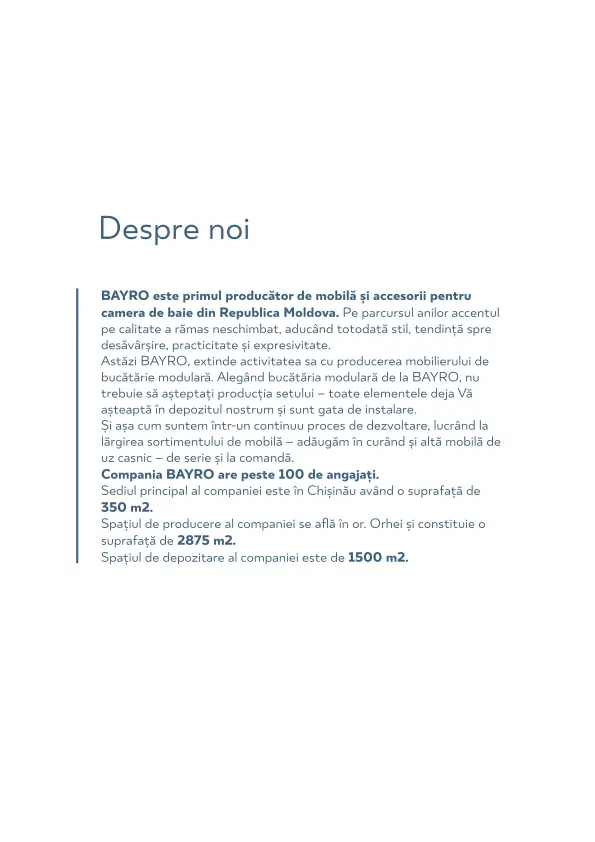 Despre noi
BAYRO este primul producător de mobilă și accesorii pentru
camera de baie din Republica Moldova. Pe parcursul anilor accentul
pe calitate a rămas neschimbat, aducând totodată stil, tendință spre
desăvârșire, practicitate și expresivitate.
Astăzi BAYRO, extinde activitatea sa cu producerea mobilierului de
bucătărie modulară. Alegând bucătăria modulară de la BAYRO, nu
trebuie să așteptați producția setului – toate elementele deja Vă
așteaptă în depozitul nostrum și sunt gata de instalare.
Și așa cum suntem într-un continuu proces de dezvoltare, lucrând la
lărgirea sortimentului de mobilă – adăugăm în curând și altă mobilă de
uz casnic – de serie și la comandă.
Compania BAYRO are peste 100 de angajați.
Sediul principal al companiei este în Chișinău având o suprafață de
350 m2.
Spațiul de producere al companiei se află în or. Orhei și constituie o
suprafață de 2875 m2.
Spațiul de depozitare al companiei este de 1500 m2.